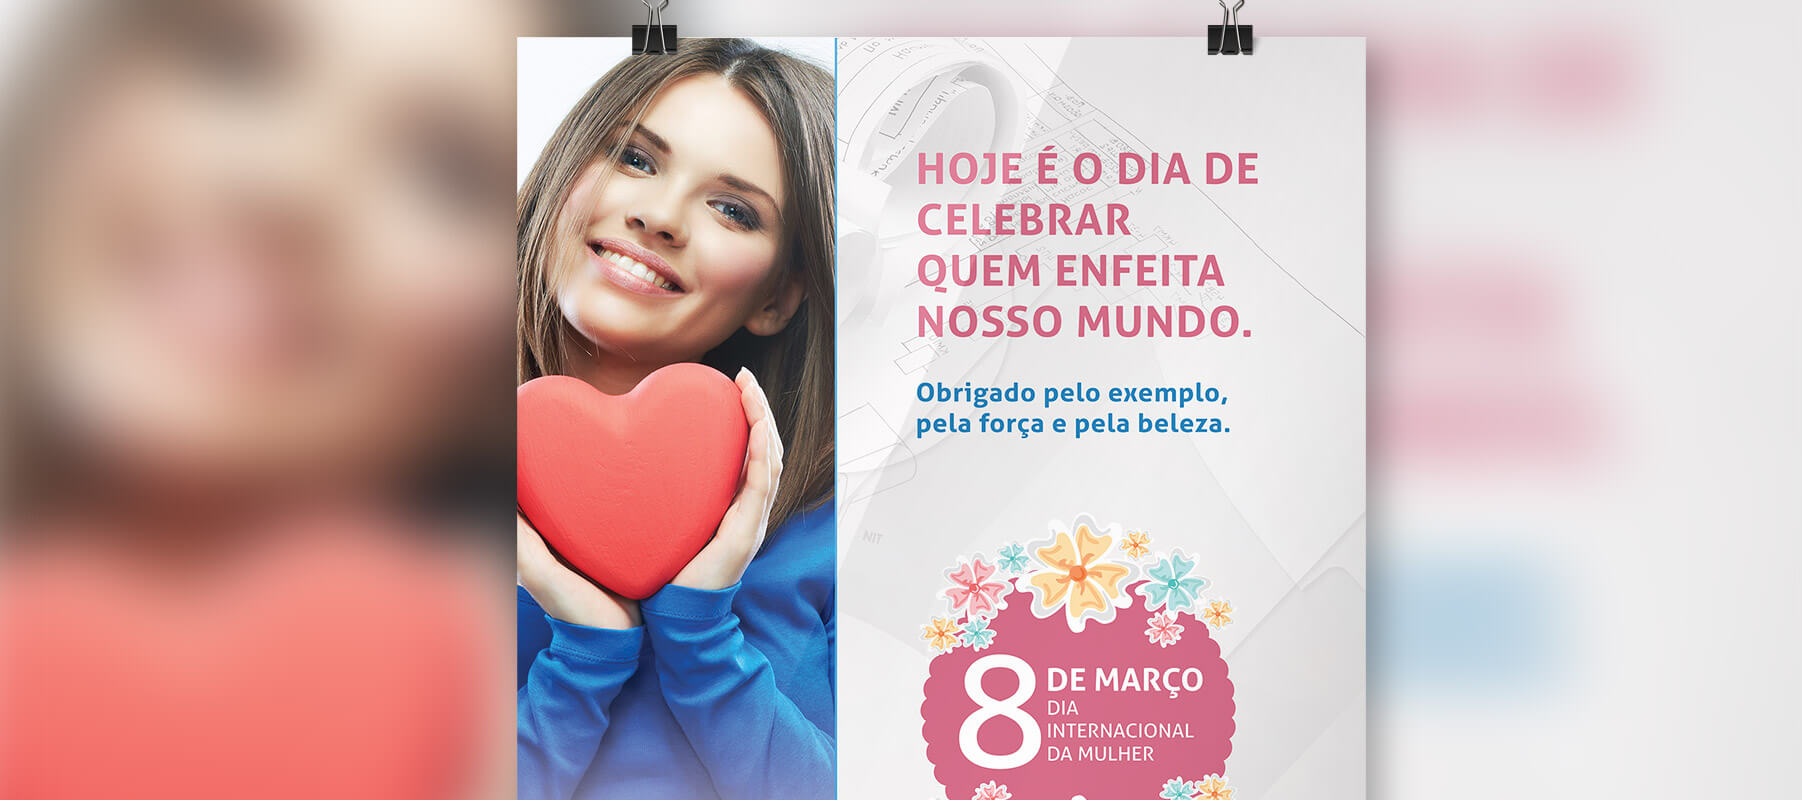 HOJE É O DIA DE
CELEBRAR
QUEM ENFEITA
NOSSO MUNDO.
Obrigado pelo exemplo,
pela força e pela beleza.
NIT
8 DE MARÇO
DIA
INTERNACIONAL
DA MULHER